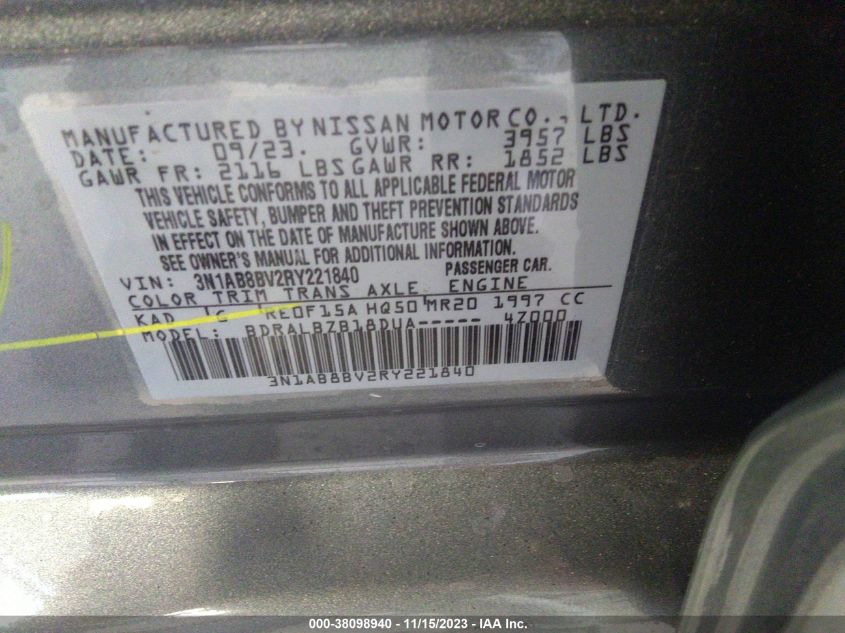 MANUFACTURED BY NISSAN MOTOR CO., LTD.
DATE: 09/23. GVWR: 3957 LBS
GAWR FR: 2116 LBS GAWR RR: 1852 LBS
THIS VEHICLE CONFORMS TO ALL APPLICABLE FEDERAL MOTOR
VEHICLE SAFETY, BUMPER AND THEFT PREVENTION STANDARDS
IN EFFECT ON THE DATE OF MANUFACTURE SHOWN ABOVE.
SEE OWNER'S MANUAL FOR ADDITIONAL INFORMATION.
VIN: 3N1AB8BV2RY221840 PASSENGER CAR.
COLOR TRIM TRANS AXLE ENGINE
KAD G RE0F15A HQ50 MR20 1997 CC
MODEL: BDRALBZB18DUA----- 4Z000
3N1AB8BV2RY221840
000-38098940 - 11/15/2023 - IAA Inc.